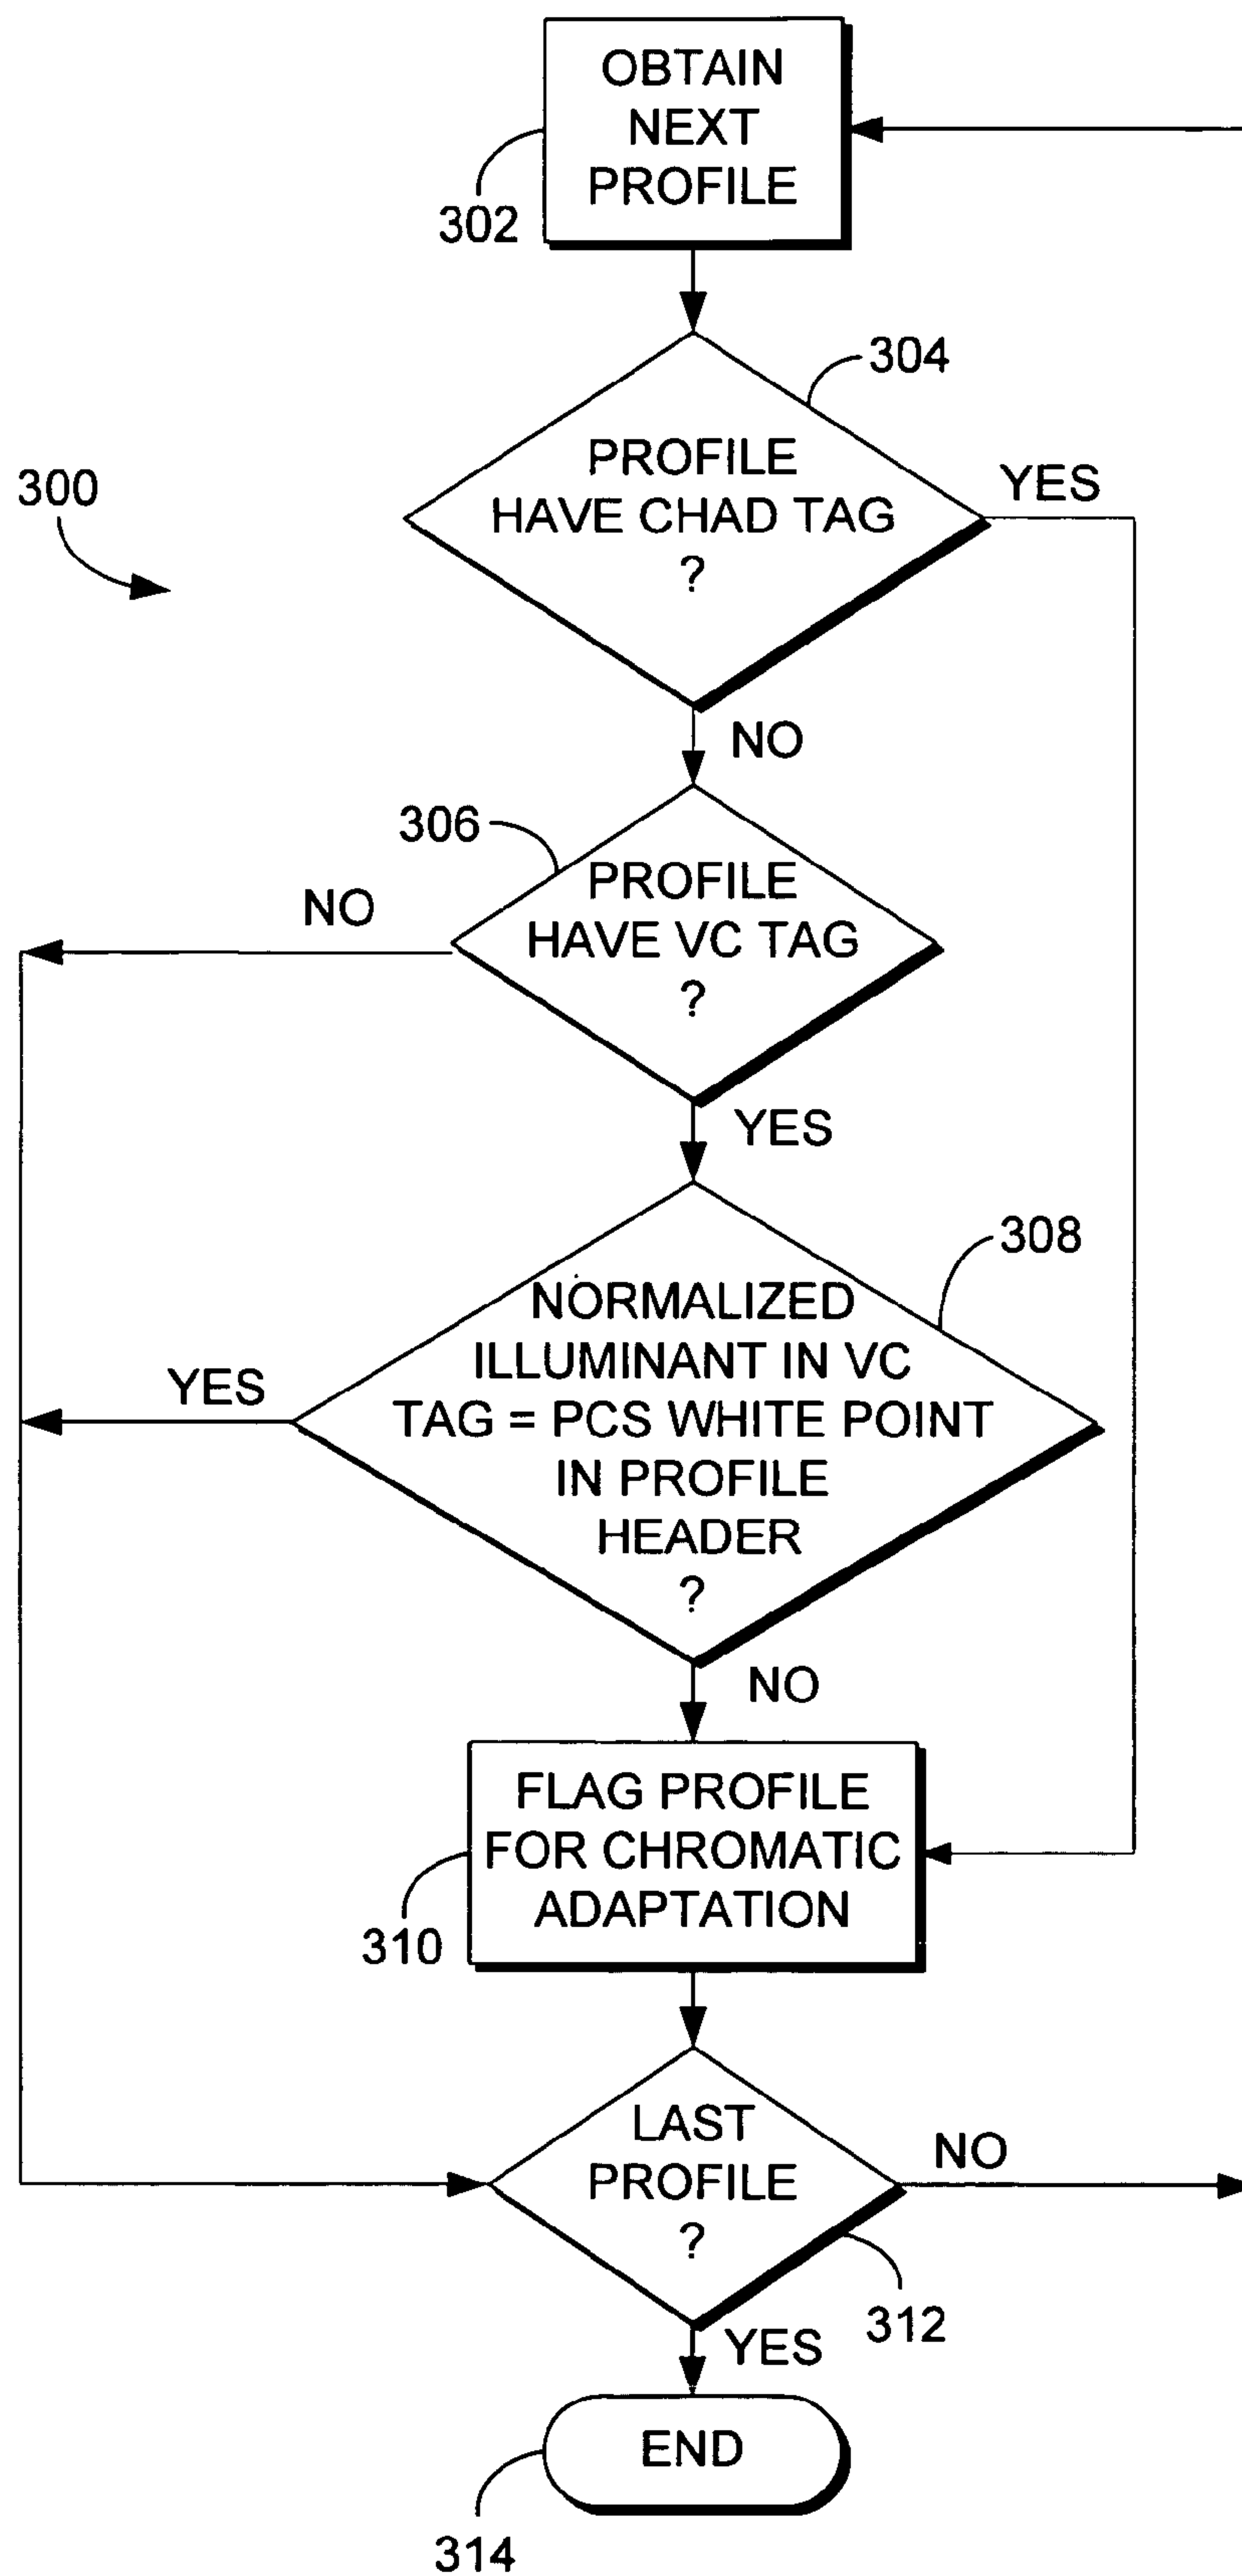 OBTAIN
NEXT
PROFILE
302
304
PROFILE
HAVE CHAD TAG
?
YES
300
NO
306
PROFILE
HAVE VC TAG
?
NO
YES
308
NORMALIZED
ILLUMINANT IN VC
TAG = PCS WHITE POINT
IN PROFILE
HEADER
?
YES
NO
FLAG PROFILE
FOR CHROMATIC
ADAPTATION
310
LAST
PROFILE
?
NO
312
YES
END
314